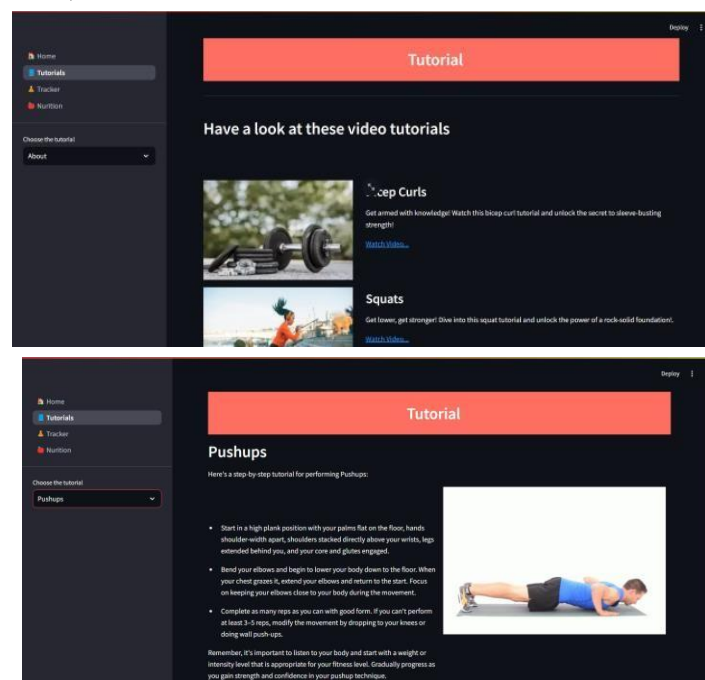 Deploy
Tutorial
Home
Tutorials
Tracker
Nurition
Choose the tutorial
About
Have a look at these video tutorials
cep Curls
Get armed with knowledge! Watch this bicep curl tutorial and unlock the secret to sleeve-busting
strength!
Watch Video...
Squats
Get lower, get stronger! Dive into this squat tutorial and unlock the power of a rock-solid foundation!.
Watch Video...
Deploy
Tutorial
Home
Tutorials
Tracker
Nurition
Choose the tutorial
Pushups
Pushups
Here's a step-by-step tutorial for performing Pushups:
• Start in a high plank position with your palms flat on the floor, hands
shoulder-width apart, shoulders stacked directly above your wrists, legs
extended behind you, and your core and glutes engaged.
• Bend your elbows and begin to lower your body down to the floor. When
your chest grazes it, extend your elbows and return to the start. Focus
on keeping your elbows close to your body during the movement.
• Complete as many reps as you can with good form. If you can't perform
at least 3–5 reps, modify the movement by dropping to your knees or
doing wall push-ups.
Remember, it's important to listen to your body and start with a weight or
intensity level that is appropriate for your fitness level. Gradually progress as
you gain strength and confidence in your pushup technique.